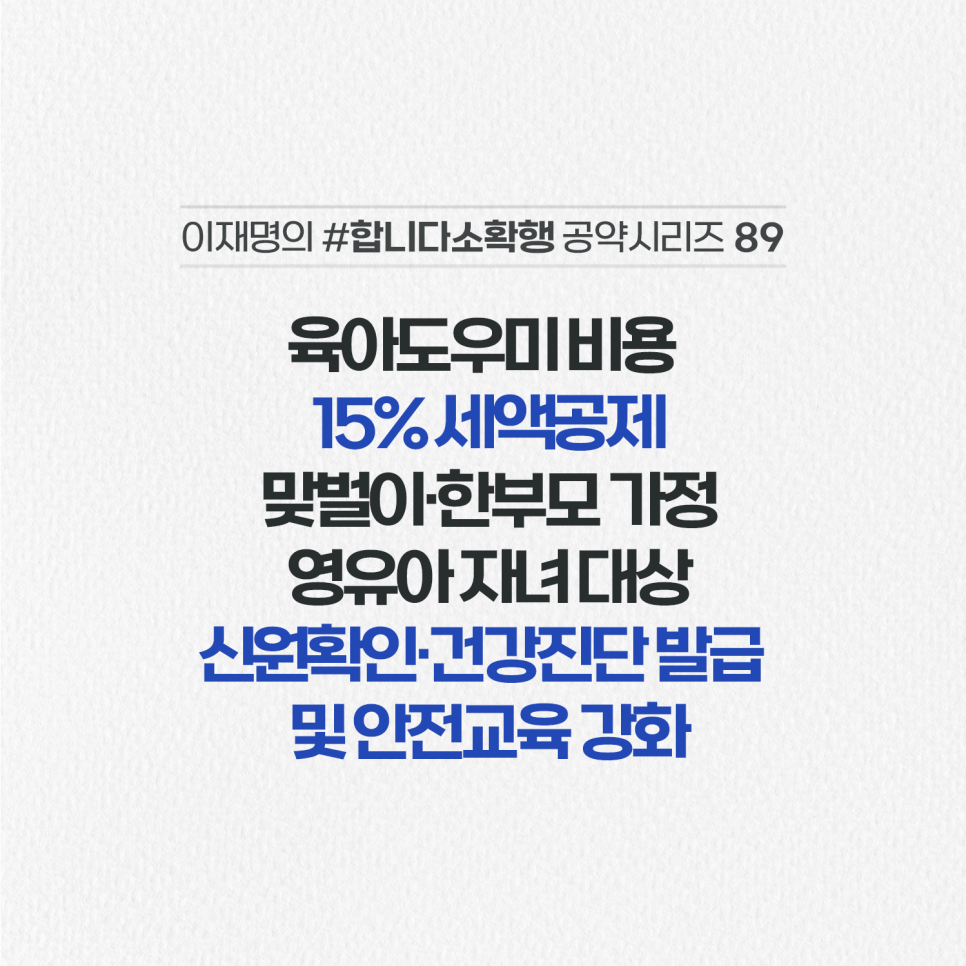 이재명의 #합니다소확행 공약시리즈 89
육아도우미 비용
15% 세액공제
맞벌이·한부모 가정
영유아 자녀 대상
신원확인·건강진단 발급
및 안전교육 강화